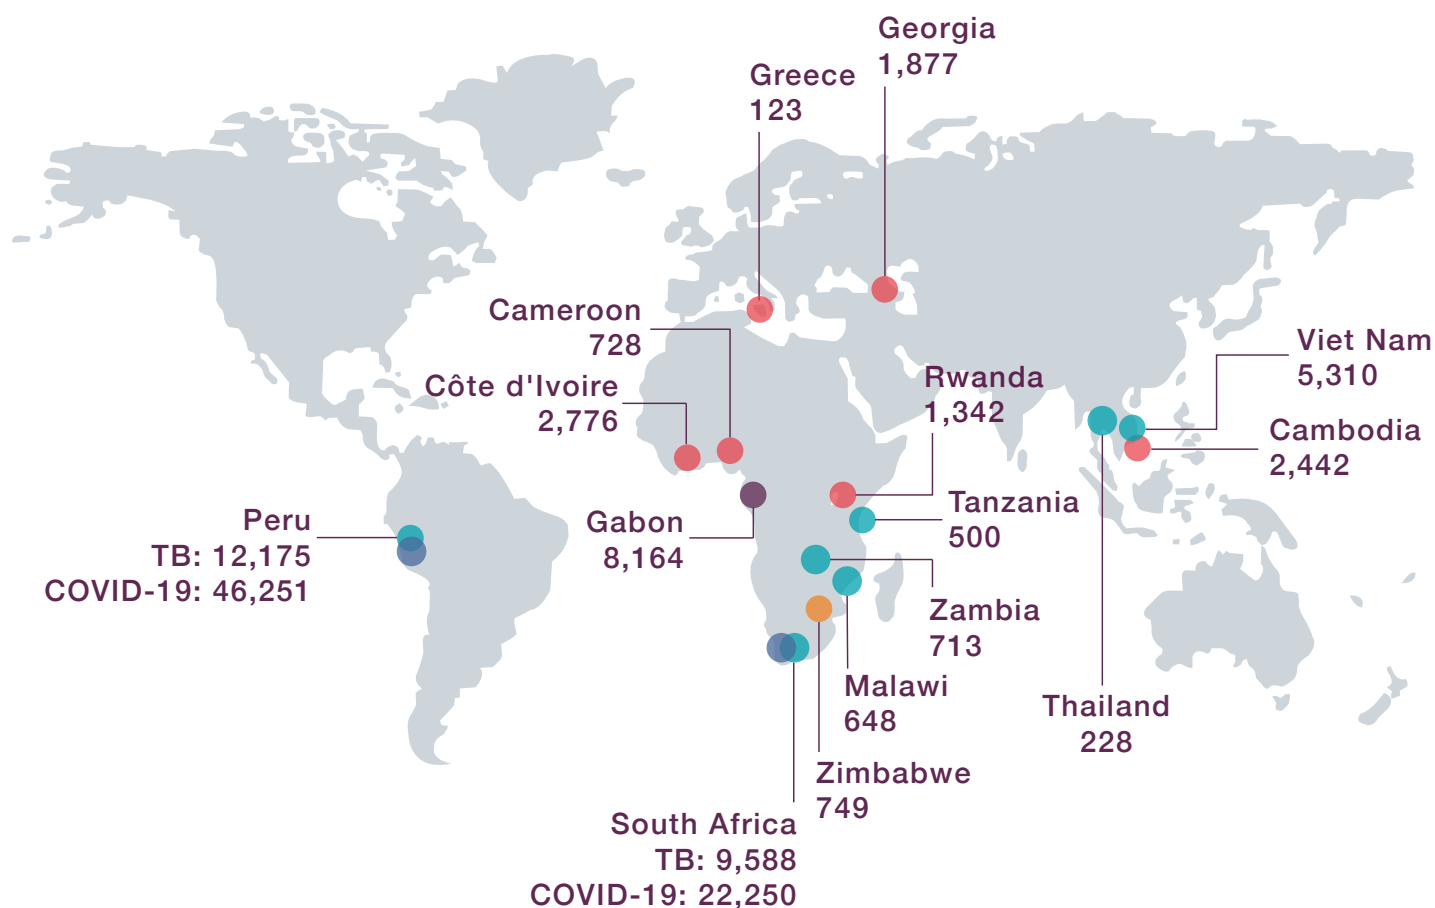 Georgia
1,877
Greece
123
Cameroon
728
Côte d'Ivoire
2,776
Rwanda
1,342
Viet Nam
5,310
Cambodia
2,442
Peru
TB: 12,175
COVID-19: 46,251
Gabon
8,164
Tanzania
500
Zambia
713
Malawi
648
Thailand
228
Zimbabwe
749
South Africa
TB: 9,588
COVID-19: 22,250